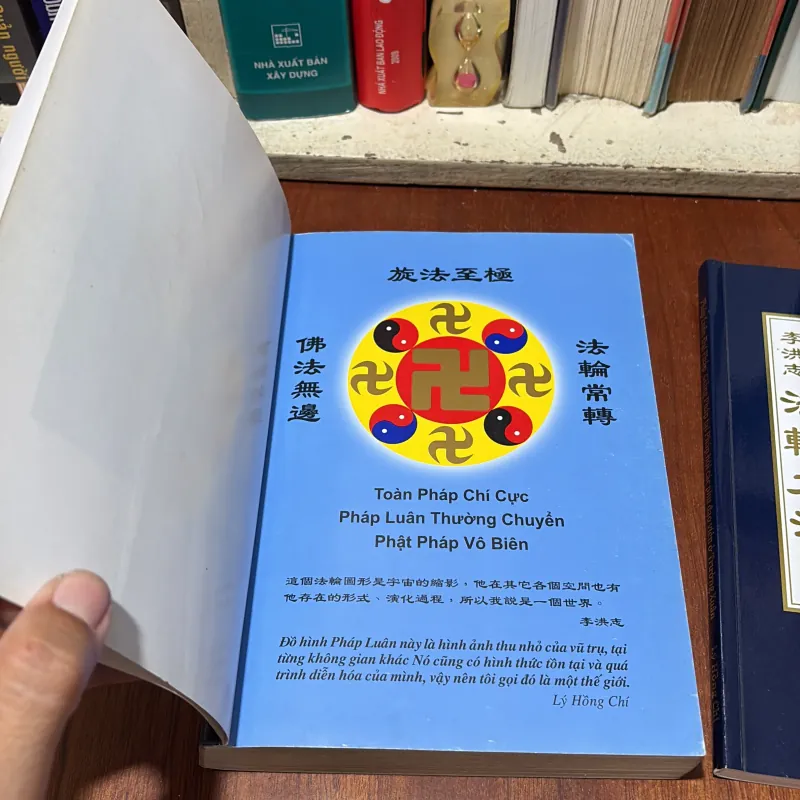 Quản người
NHÀ XUẤT BẢN
XÂY DỰNG
NHÀ XUẤT BẢN LAO ĐỘNG
旋法至極
佛法無邊
法輪常轉
Toàn Pháp Chí Cực
Pháp Luân Thường Chuyển
Phật Pháp Vô Biên
這個法輪圖形是宇宙的縮影，他在其它各個空間也有
他存在的形式、演化過程，所以我說是一個世界。
李洪志
Đồ hình Pháp Luân này là hình ảnh thu nhỏ của vũ trụ, tại
từng không gian khác Nó cũng có hình thức tồn tại và quá
trình diễn hóa của mình, vậy nên tôi gọi đó là một thế giới.
Lý Hồng Chí
李洪志
法轉